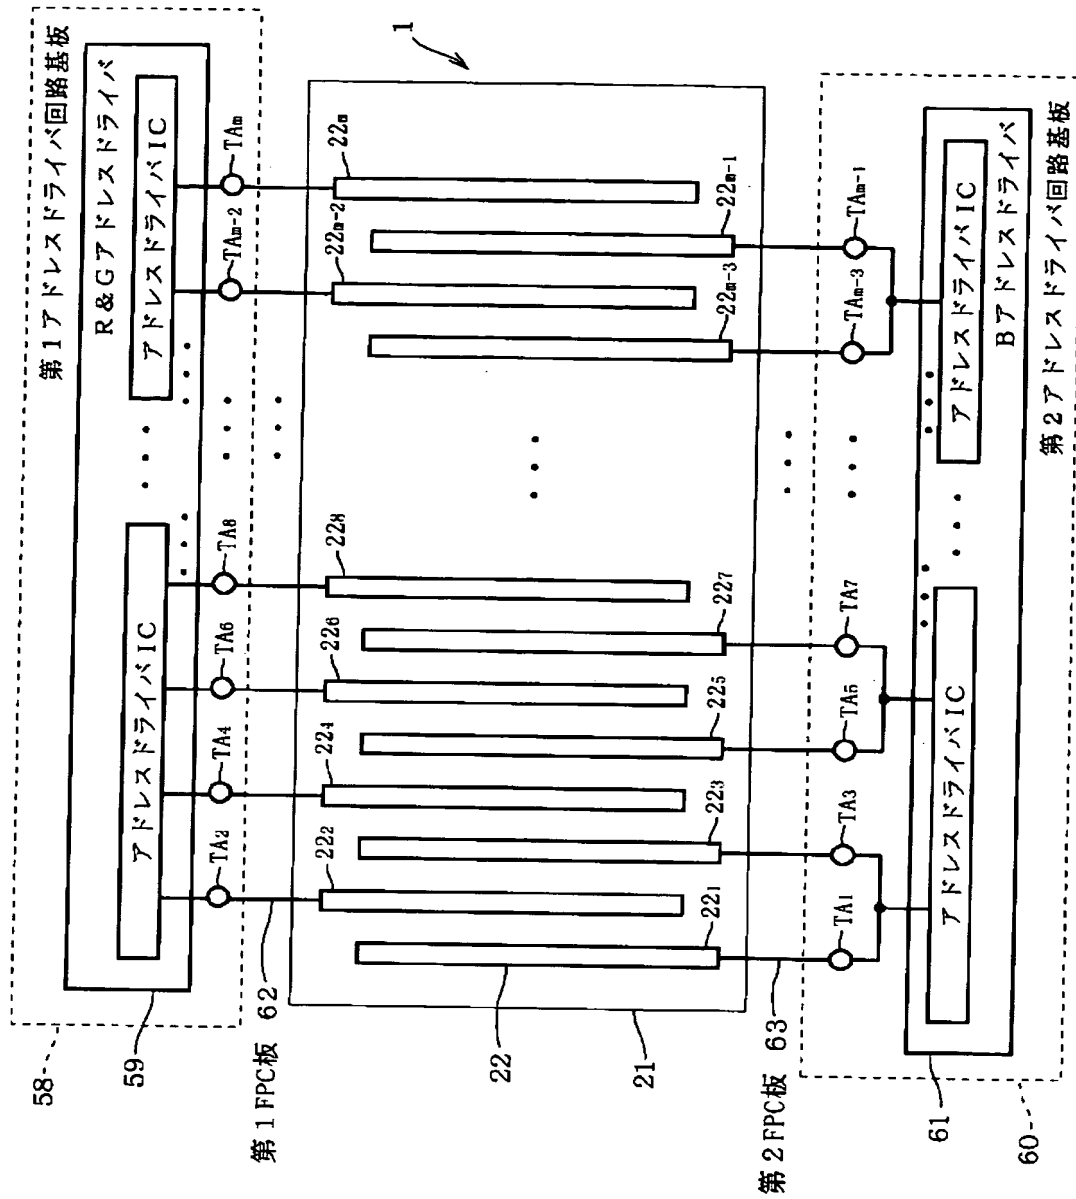 第1アドレスドライバ回路基板
R&Gアドレスドライバ
アドレスドライバIC
アドレスドライバIC
TA2
TA4
TA6
TA8
TAm-2
TAm
58
59
第1FPC板 62
222
224
226
228
22m-2
22m
1
22
21
221
223
225
227
22m-3
22m-1
第2FPC板 63
TA1
TA3
TA5
TA7
TAm-3
TAm-1
アドレスドライバIC
アドレスドライバIC
Bアドレスドライバ
第2アドレスドライバ回路基板
61
60